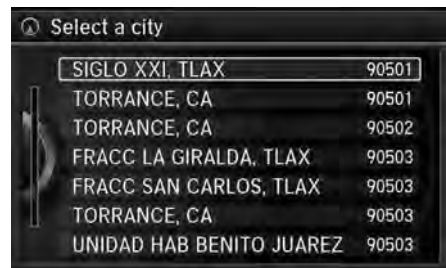 Select a city
SIGLO XXI, TLAX 90501
TORRANCE, CA 90501
TORRANCE, CA 90502
FRACC LA GIRALDA, TLAX 90503
FRACC SAN CARLOS, TLAX 90503
TORRANCE, CA 90503
UNIDAD HAB BENITO JUAREZ 90503